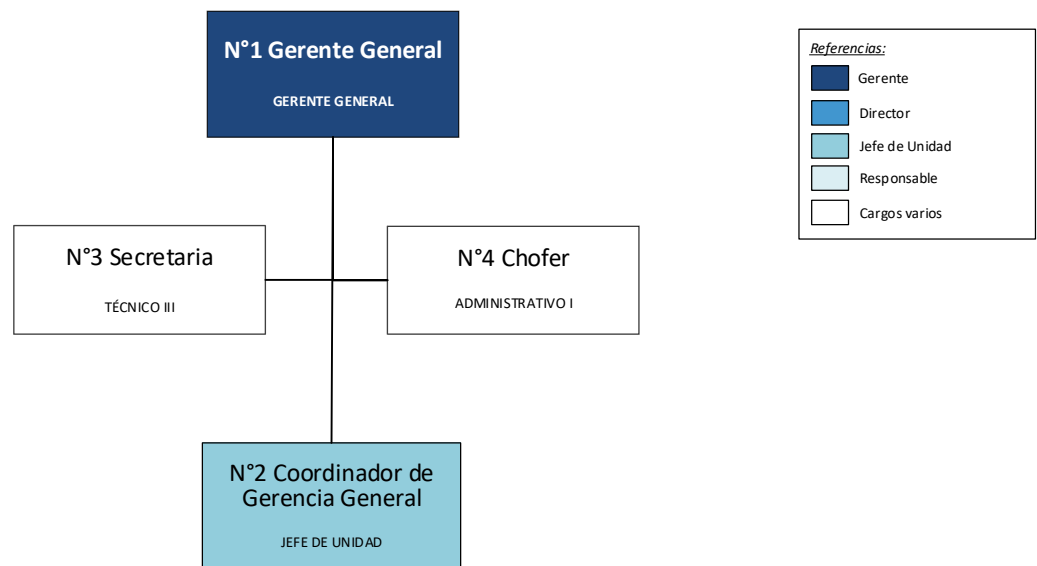 N°1 Gerente General
GERENTE GENERAL
Referencias:
Gerente
Director
Jefe de Unidad
Responsable
Cargos varios
N°3 Secretaria
TÉCNICO III
N°4 Chofer
ADMINISTRATIVO I
N°2 Coordinador de
Gerencia General
JEFE DE UNIDAD